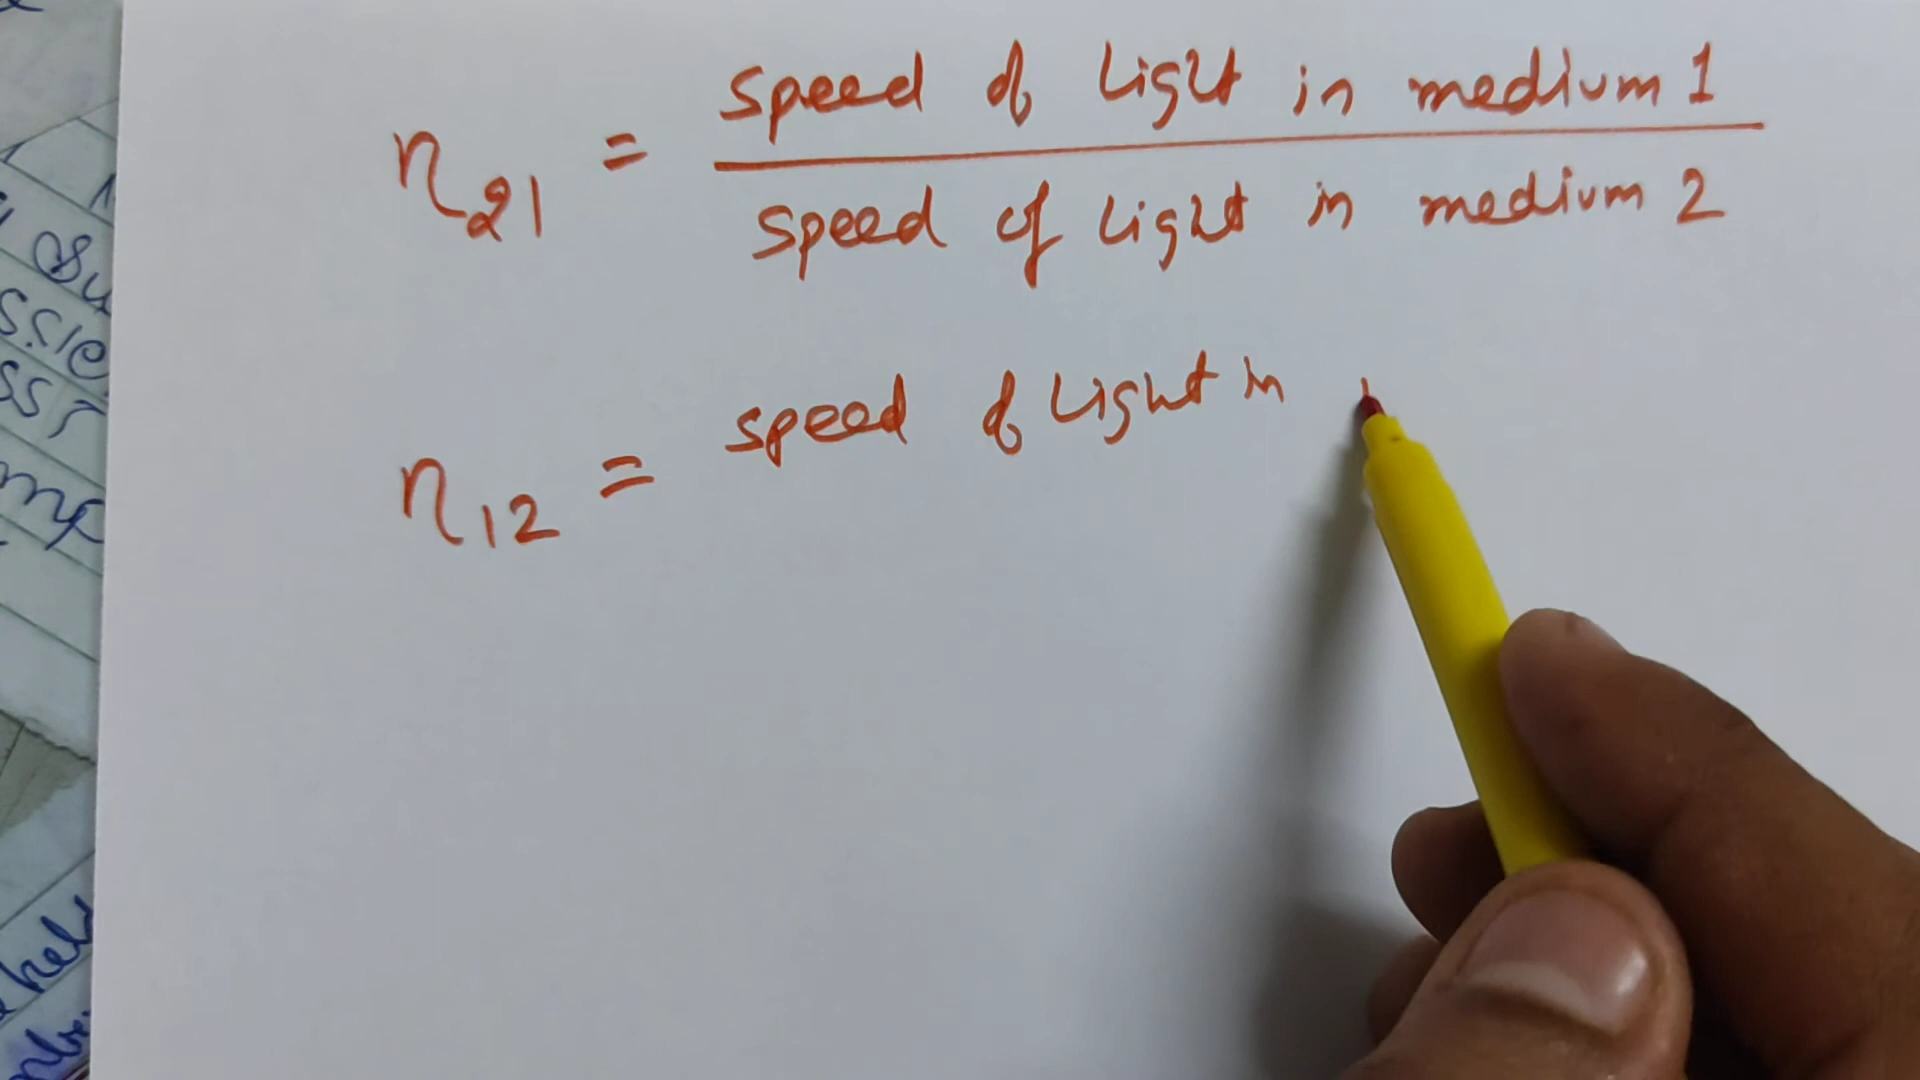 n21 = speed of light in medium 1
speed of light in medium 2
n12 = speed of light in